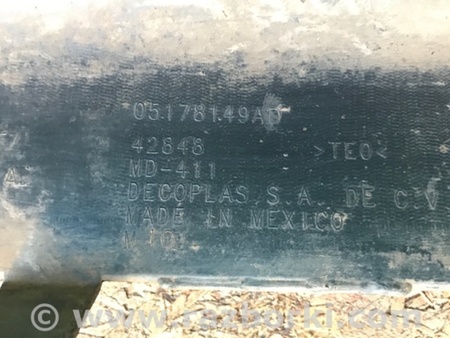 05178149AD
42848 >TEO<
MD-411
DECOPLAS S.A. DE C.V
MADE IN MEXICO
© www.razborki.com